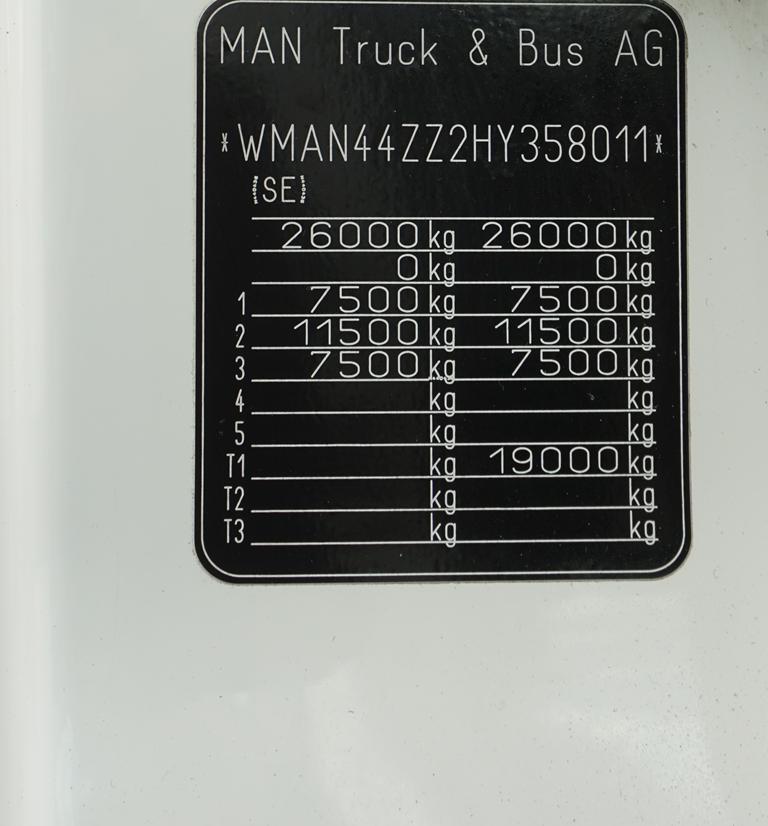 MAN Truck & Bus AG
*WMAN44ZZ2HY358011*
(SE)
26000 kg 26000 kg
0 kg 0 kg
1 7500 kg 7500 kg
2 11500 kg 11500 kg
3 7500 kg 7500 kg
4 kg kg
5 kg kg
T1 kg 19000 kg
T2 kg kg
T3 kg kg